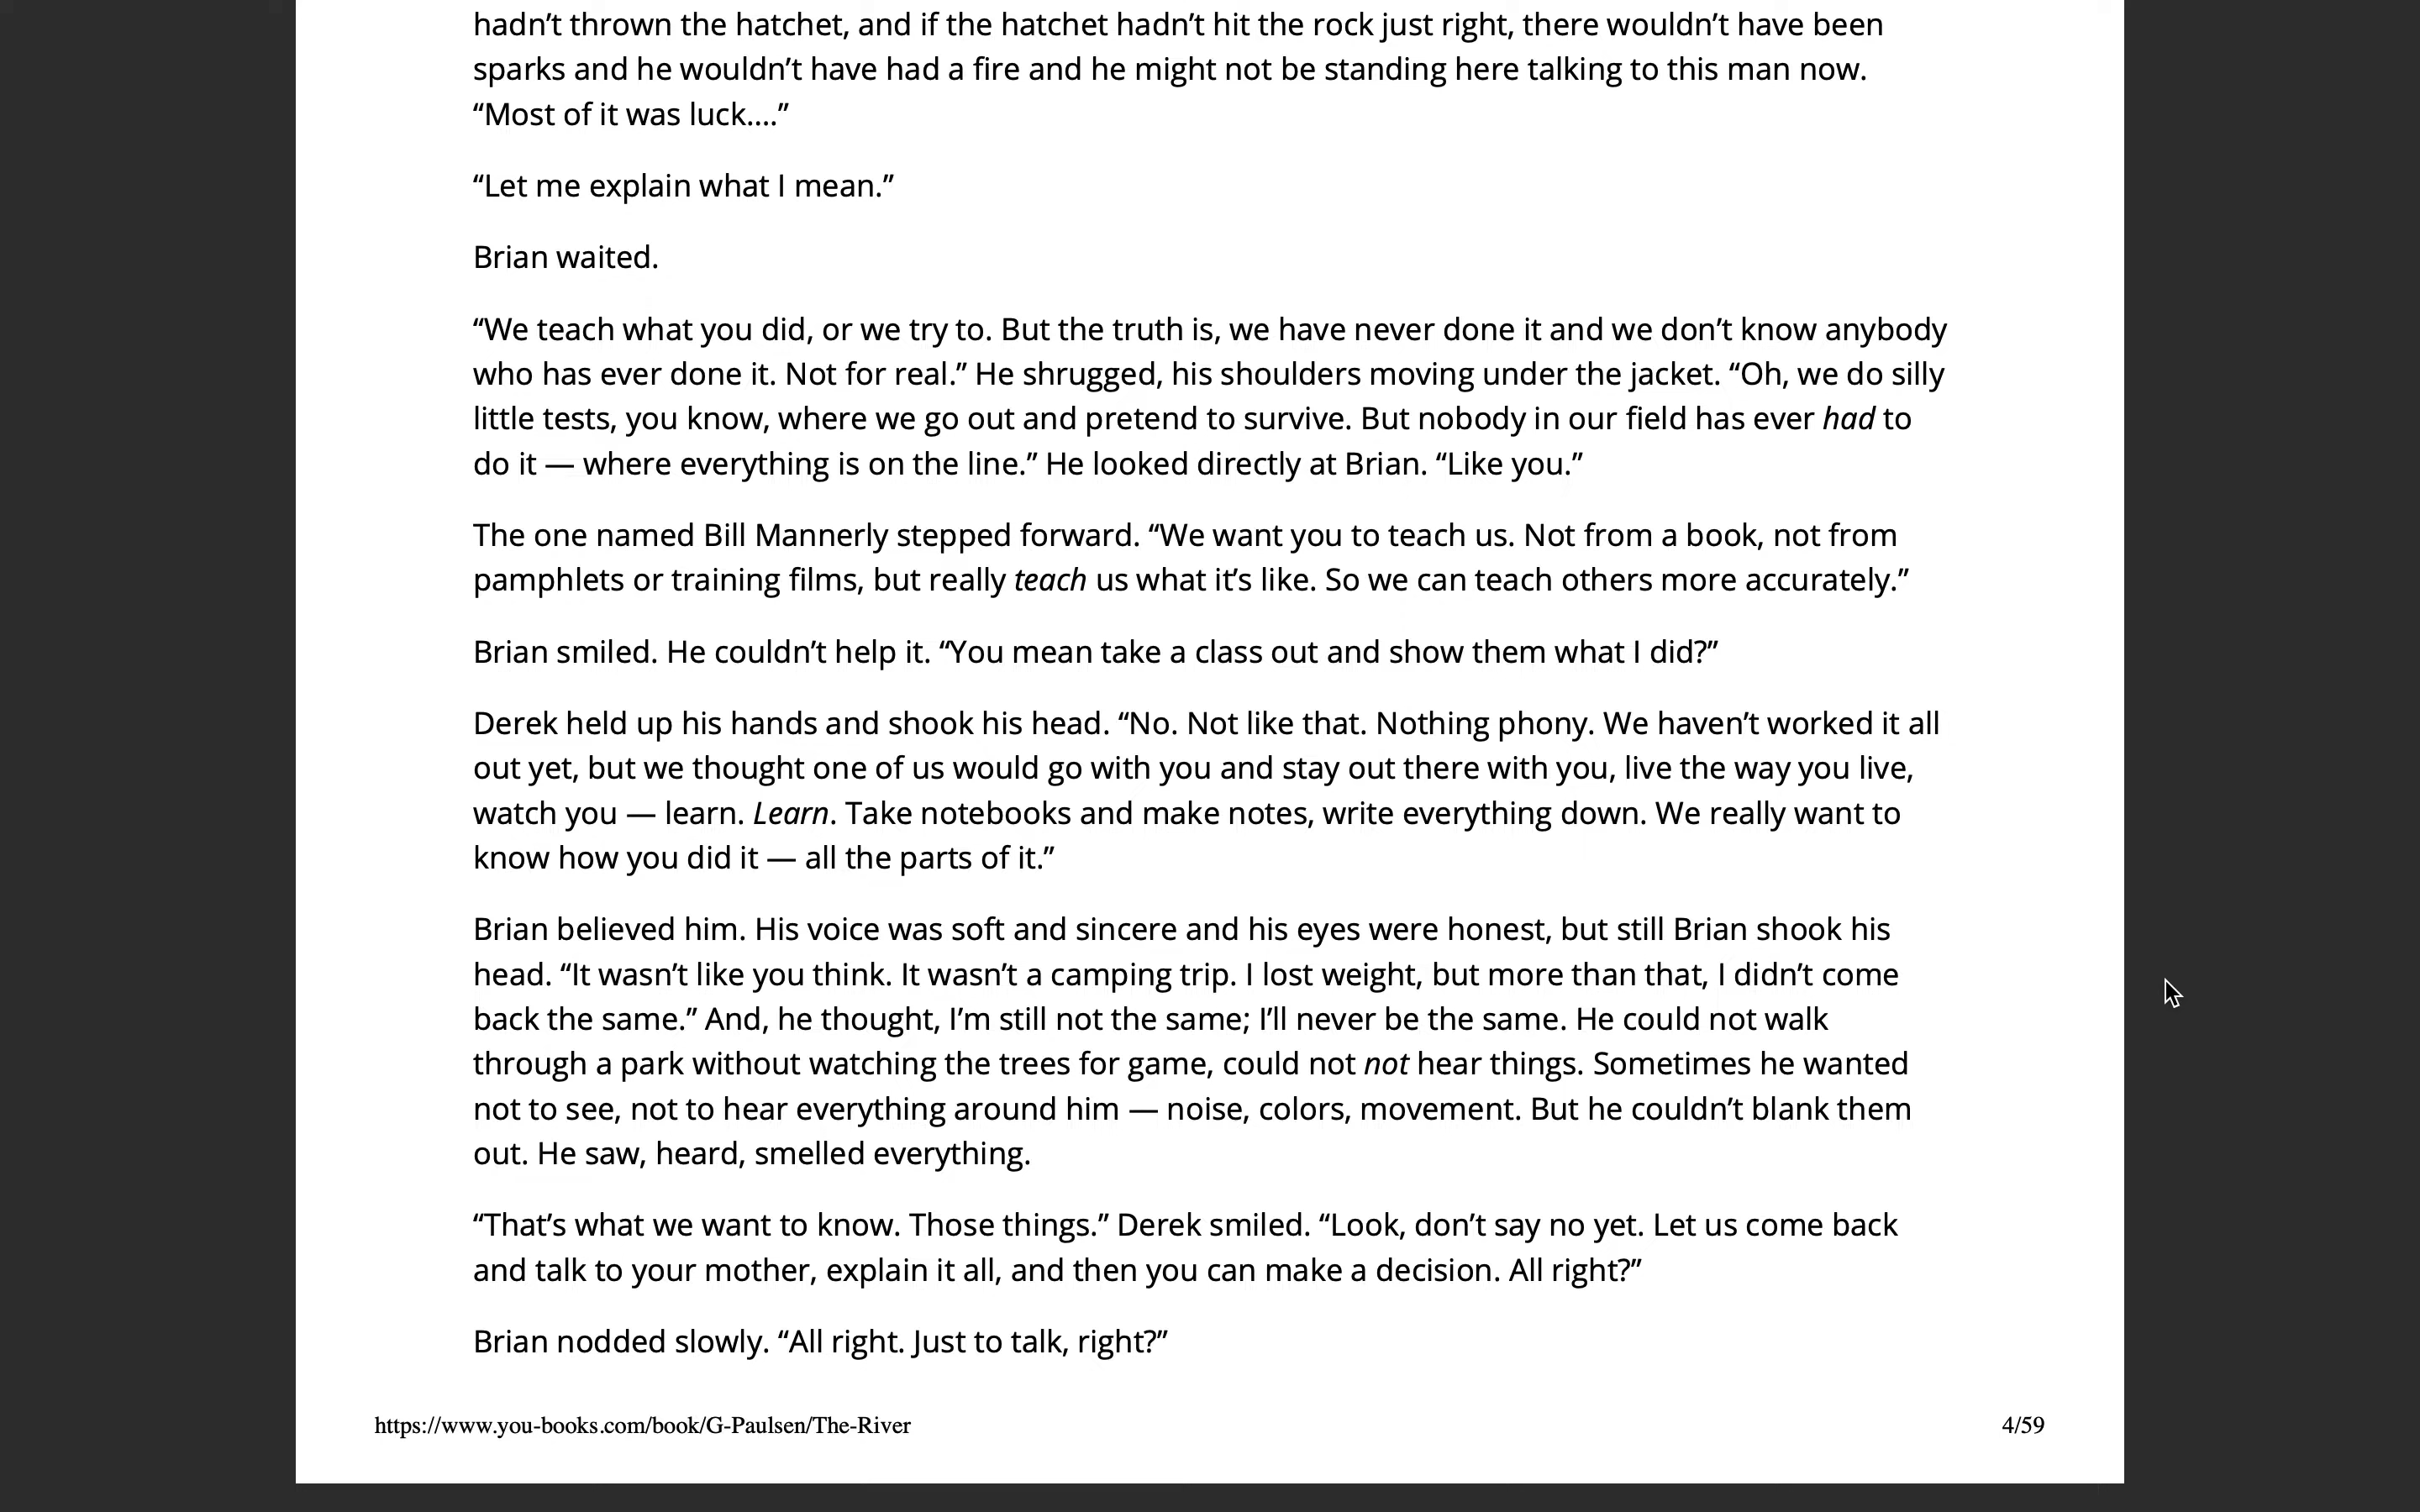 hadn’t thrown the hatchet, and if the hatchet hadn’t hit the rock just right, there wouldn’t have been
sparks and he wouldn’t have had a fire and he might not be standing here talking to this man now.
“Most of it was luck....”
“Let me explain what I mean.”
Brian waited.
“We teach what you did, or we try to. But the truth is, we have never done it and we don’t know anybody
who has ever done it. Not for real.” He shrugged, his shoulders moving under the jacket. “Oh, we do silly
little tests, you know, where we go out and pretend to survive. But nobody in our field has ever had to
do it — where everything is on the line.” He looked directly at Brian. “Like you.”
The one named Bill Mannerly stepped forward. “We want you to teach us. Not from a book, not from
pamphlets or training films, but really teach us what it’s like. So we can teach others more accurately.”
Brian smiled. He couldn’t help it. “You mean take a class out and show them what I did?”
Derek held up his hands and shook his head. “No. Not like that. Nothing phony. We haven’t worked it all
out yet, but we thought one of us would go with you and stay out there with you, live the way you live,
watch you — learn. Learn. Take notebooks and make notes, write everything down. We really want to
know how you did it — all the parts of it.”
Brian believed him. His voice was soft and sincere and his eyes were honest, but still Brian shook his
head. “It wasn’t like you think. It wasn’t a camping trip. I lost weight, but more than that, I didn’t come
back the same.” And, he thought, I’m still not the same; I’ll never be the same. He could not walk
through a park without watching the trees for game, could not not hear things. Sometimes he wanted
not to see, not to hear everything around him — noise, colors, movement. But he couldn’t blank them
out. He saw, heard, smelled everything.
“That’s what we want to know. Those things.” Derek smiled. “Look, don’t say no yet. Let us come back
and talk to your mother, explain it all, and then you can make a decision. All right?”
Brian nodded slowly. “All right. Just to talk, right?”
https://www.you-books.com/book/G-Paulsen/The-River 4/59